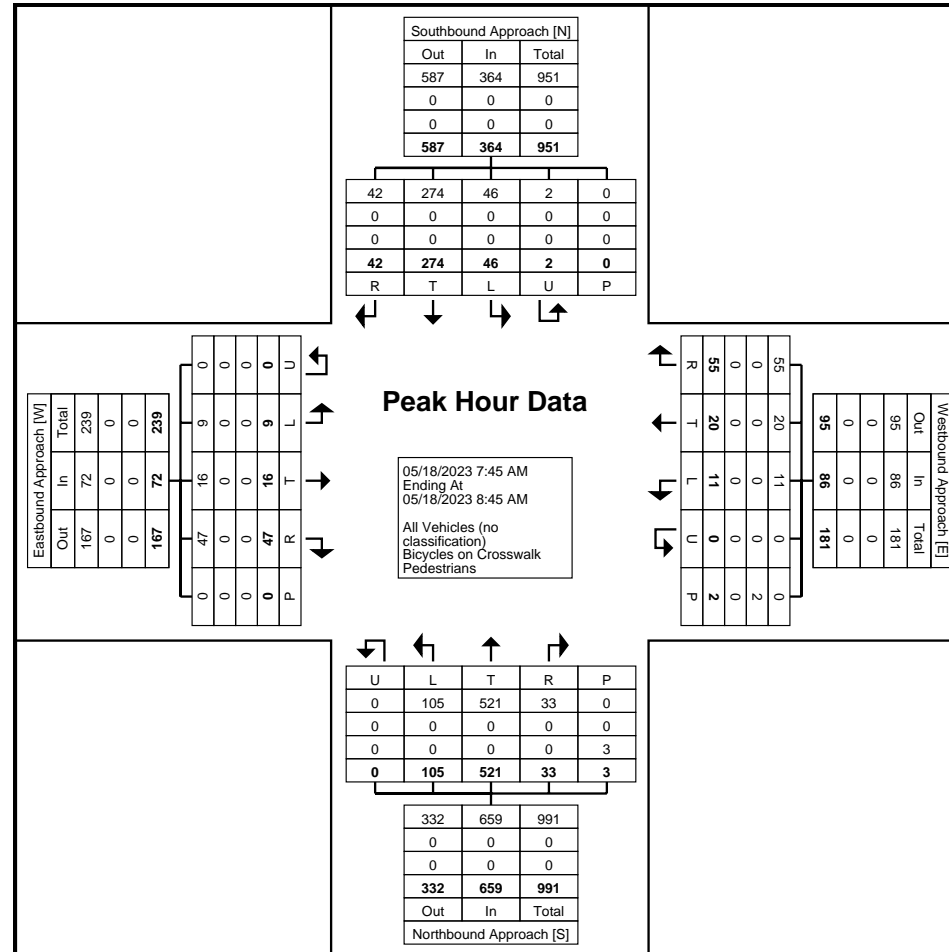 Southbound Approach [N]
Out In Total
587 364 951
0 0 0
0 0 0
587 364 951
42 274 46 2 0
0 0 0 0 0
0 0 0 0 0
42 274 46 2 0
R T L U P
Eastbound Approach [W]
Total 239 0 0 239
In 72 0 0 72
Out 167 0 0 167
0 0 0 0 U
9 0 0 9 L
16 0 0 16 T
47 0 0 47 R
0 0 0 0 P
Peak Hour Data
05/18/2023 7:45 AM
Ending At
05/18/2023 8:45 AM
All Vehicles (no
classification)
Bicycles on Crosswalk
Pedestrians
R 55 0 0 55
T 20 0 0 20
L 11 0 0 11
U 0 0 0 0
P 2 0 2 0
95 0 0 95 Out
86 0 0 86 In
181 0 0 181 Total
Westbound Approach [E]
U L T R P
0 105 521 33 0
0 0 0 0 0
0 0 0 0 3
0 105 521 33 3
332 659 991
0 0 0
0 0 0
332 659 991
Out In Total
Northbound Approach [S]